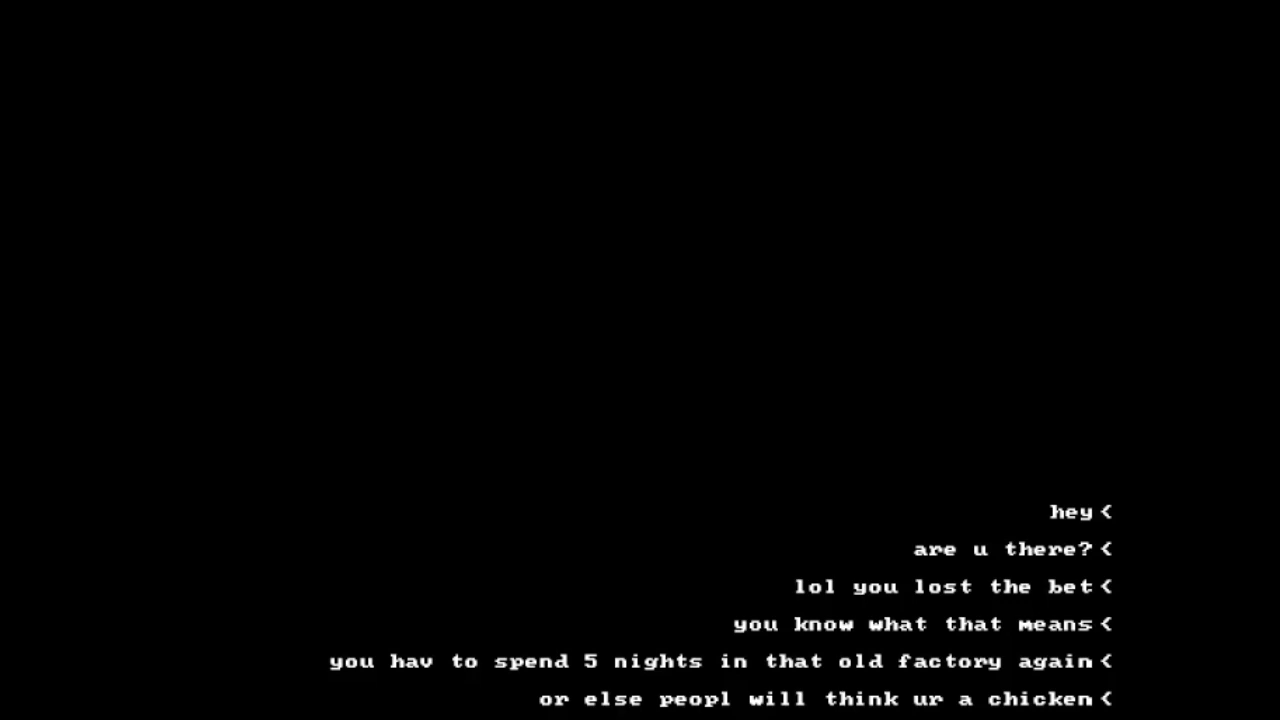 hey <
are u there? <
lol you lost the bet <
you know what that means <
you hav to spend 5 nights in that old factory again <
or else peopl will think ur a chicken <